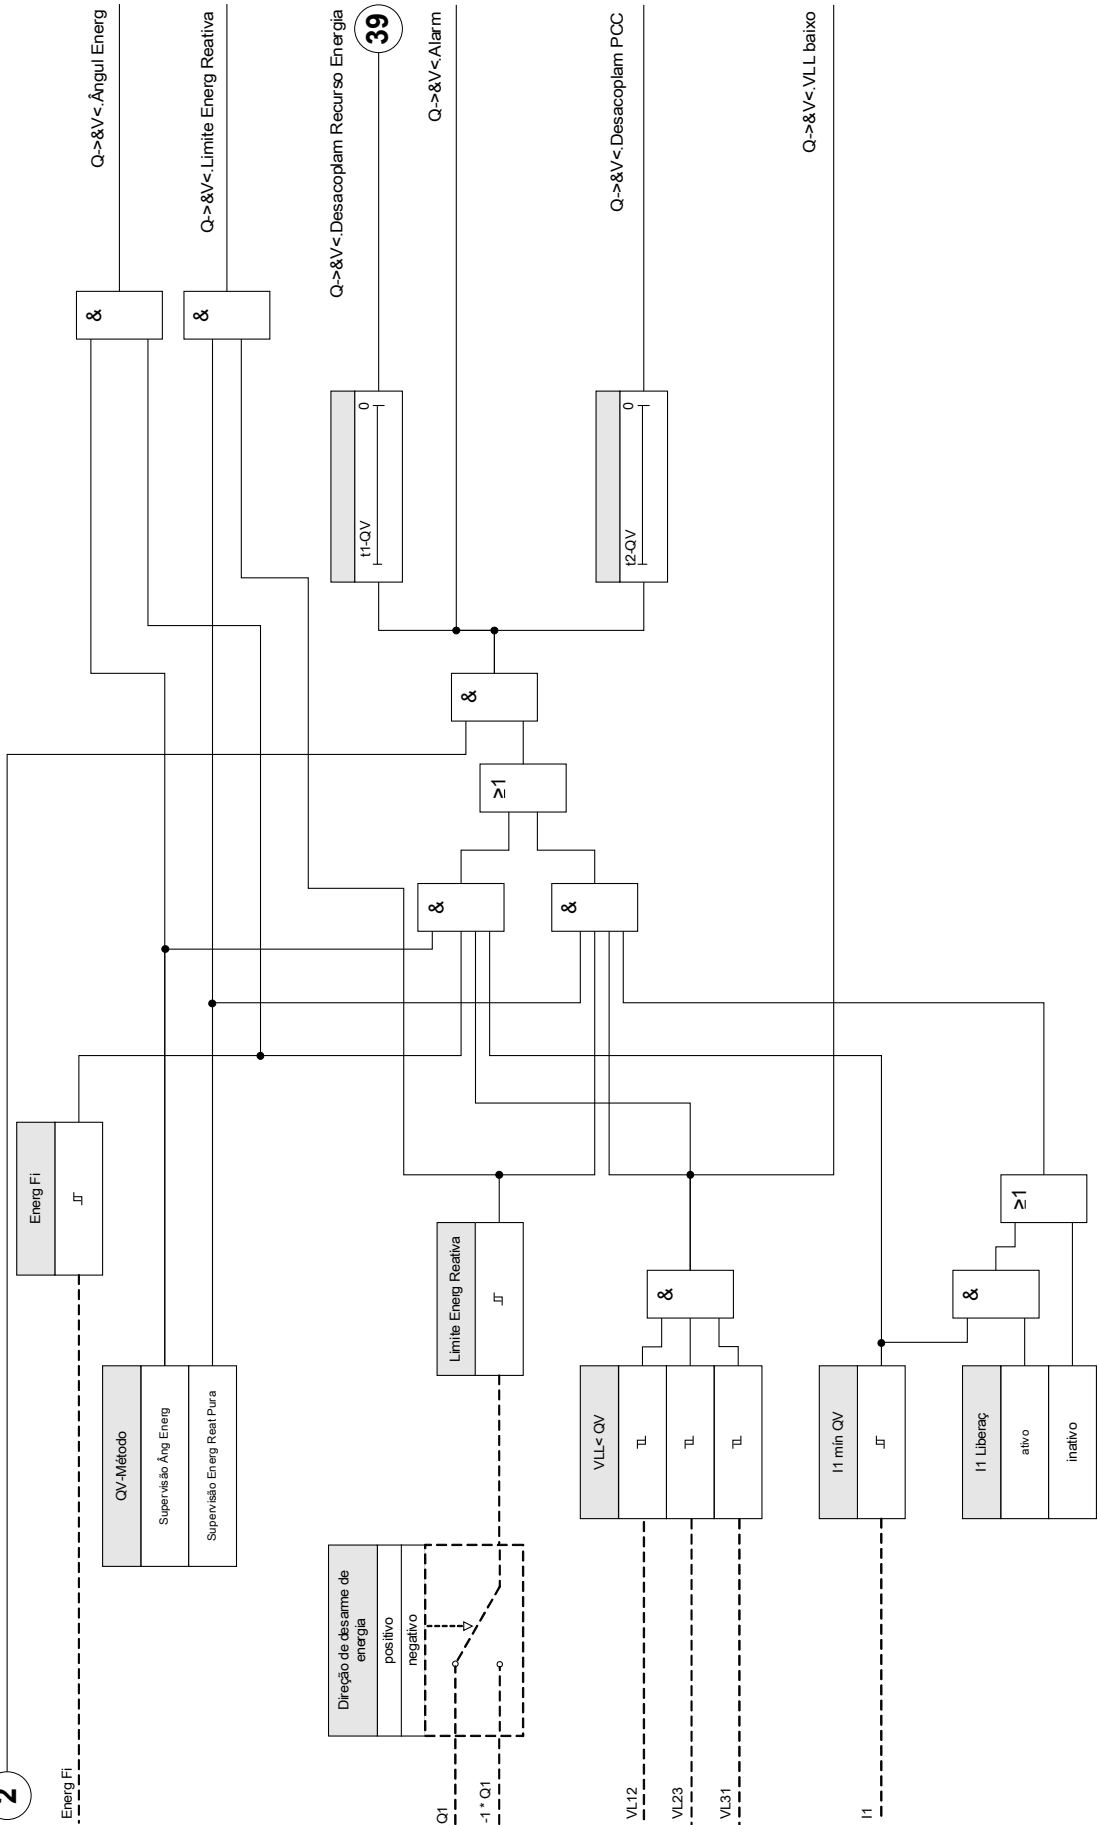 2
Energ Fi
Energ Fi
QV-Método
Supervisão Âng Energ
Supervisão Energ Reat Pura
&
Q->&V<.Ângul Energ
&
Q->&V<.Limite Energ Reativa
Q1
-1 * Q1
Direção de desarme de
energia
positivo
negativo
Limite Energ Reativa
&
&
≥1
&
t1-QV
0
Q->&V<.Desacoplam Recurso Energia
39
Q->&V<.Alarm
t2-QV
0
Q->&V<.Desacoplam PCC
VL12
VL23
VL31
VLL< QV
&
Q->&V<.VLL baixo
I1
I1 min QV
I1 Liberaç
ativo
inativo
&
≥1